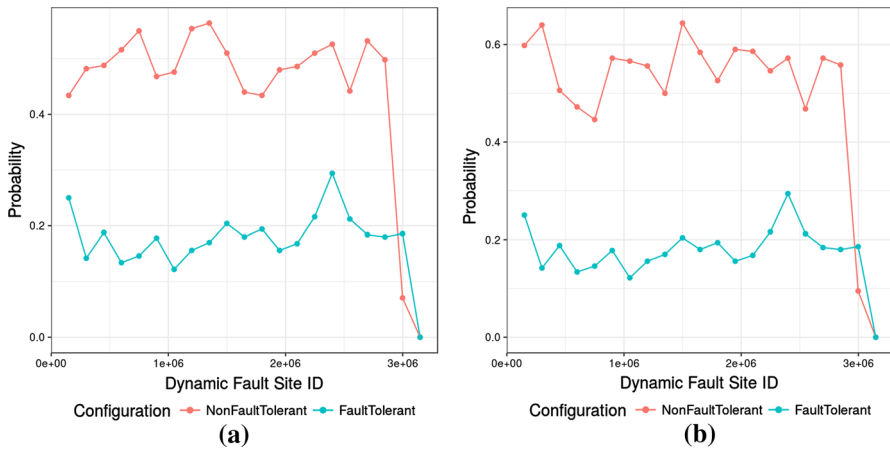 Probability
0.4
0.2
0.0
0e+00
1e+06
2e+06
3e+06
Dynamic Fault Site ID
Configuration NonFaultTolerant FaultTolerant
(a)
Probability
0.6
0.4
0.2
0.0
0e+00
1e+06
2e+06
3e+06
Dynamic Fault Site ID
Configuration NonFaultTolerant FaultTolerant
(b)